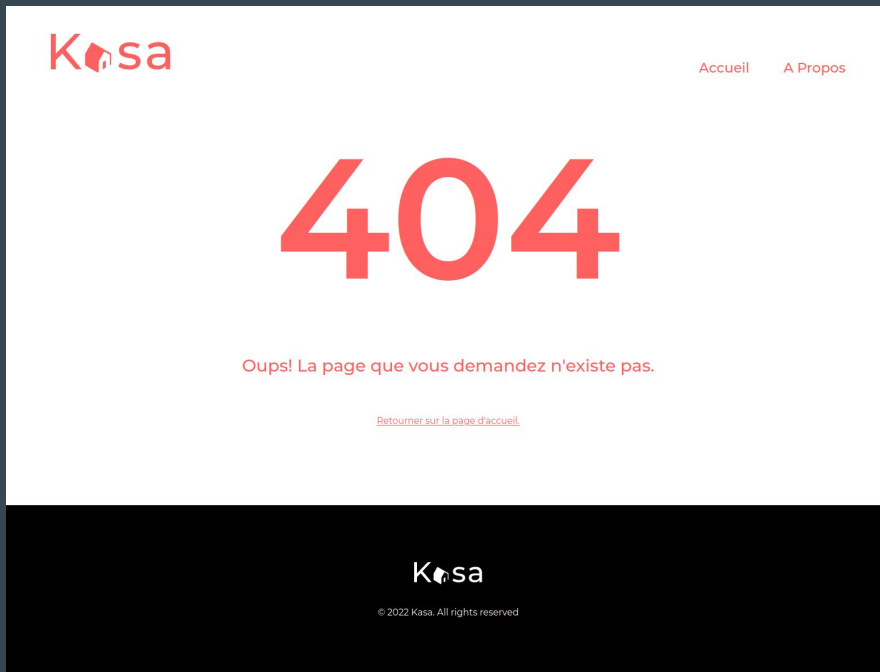 Kasa
Accueil
A Propos
404
Oups! La page que vous demandez n'existe pas.
Retourner sur la page d'accueil.
Kasa
© 2022 Kasa. All rights reserved